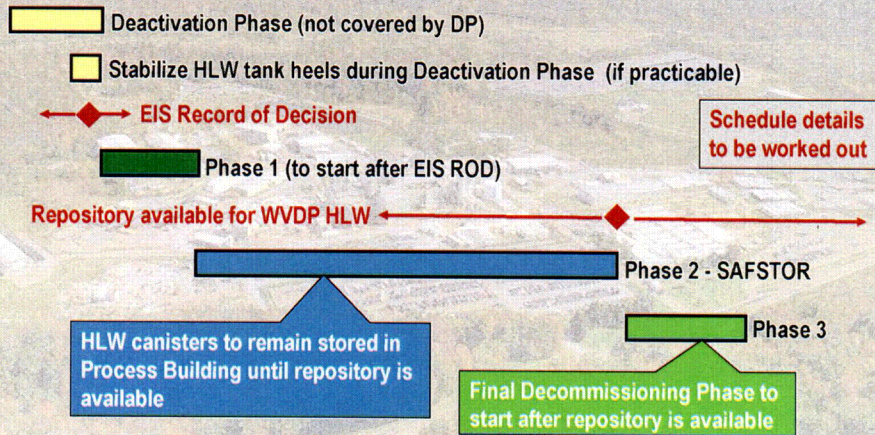 Deactivation Phase (not covered by DP)
Stabilize HLW tank heels during Deactivation Phase (if practicable)
EIS Record of Decision
Schedule details
to be worked out
Phase 1 (to start after EIS ROD)
Repository available for WVDP HLW
Phase 2 - SAFSTOR
HLW canisters to remain stored in
Process Building until repository is
available
Phase 3
Final Decommissioning Phase to
start after repository is available